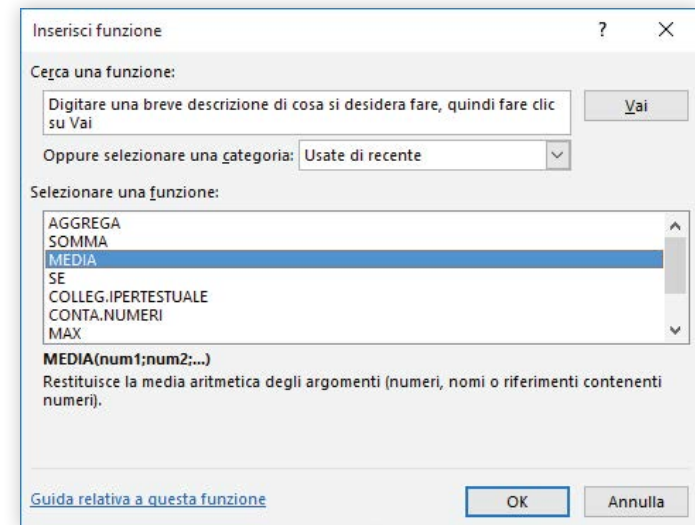 Inserisci funzione ?
Cerca una funzione:
Digitare una breve descrizione di cosa si desidera fare, quindi fare clic
su Vai
Vai
Oppure selezionare una categoria: Usate di recente
Selezionare una funzione:
AGGREGA
SOMMA
MEDIA
SE
COLLEG.IPERTESTUALE
CONTA.NUMERI
MAX
MEDIA(num1;num2;...)
Restituisce la media aritmetica degli argomenti (numeri, nomi o riferimenti contenenti
numeri).
Guida relativa a questa funzione OK Annulla